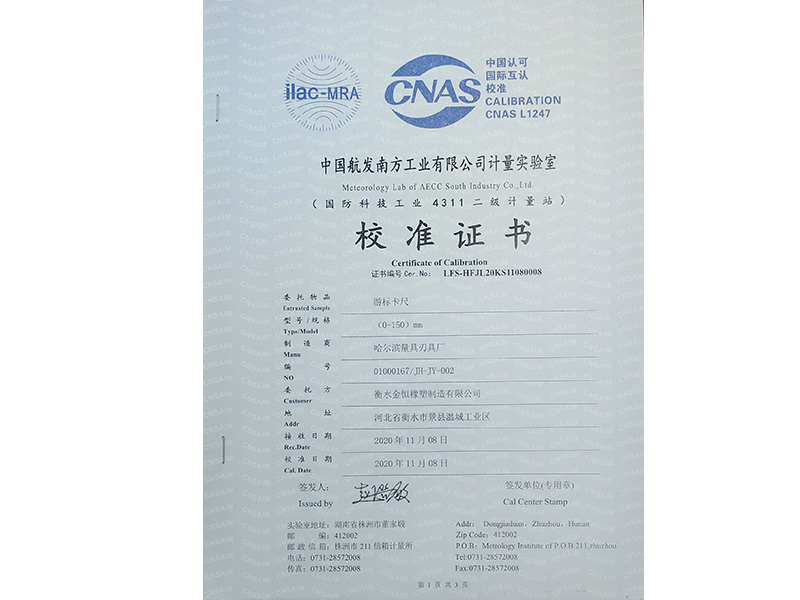 ilac-MRA
CNAS
中国认可
国际互认
校准
CALIBRATION
CNAS L1247
中国航发南方工业有限公司计量实验室
Meteorology Lab of AECC South Industry Co.,Ltd.
(国防科技工业 4311 二级计量站)
校准证书
Certificate of Calibration
证书编号 Cer.No: LFS-HFJL20KS11080008
委托物品 游标卡尺
Entrusted Sample
型号/规格 (0-150)mm
Type/Model
制造商 哈尔滨量具刃具厂
Manu
编号 01000167/JH-JY-002
NO
委托方 衡水金恒橡塑制造有限公司
Customer
地址 河北省衡水市景县温城工业区
Addr
接收日期 2020 年 11 月 08 日
Rec.Date
校准日期 2020 年 11 月 08 日
Cal. Date
签发人: 签发单位(专用章)
Issued by Cal Center Stamp
实验室地址: 湖南省株洲市董家塅 Addr: Dongjiaduan, Zhuzhou, Hunan
邮编: 412002 Zip Code: 412002
邮政信箱: 株洲市 211 信箱计量所 P.O.B: Metrology Institute of P.O.B.211,zhuzhou
电话: 0731-28572008 Tel:0731-28572008
传真: 0731-28572008 Fax:0731-28572008
第 1 页 共 3 页